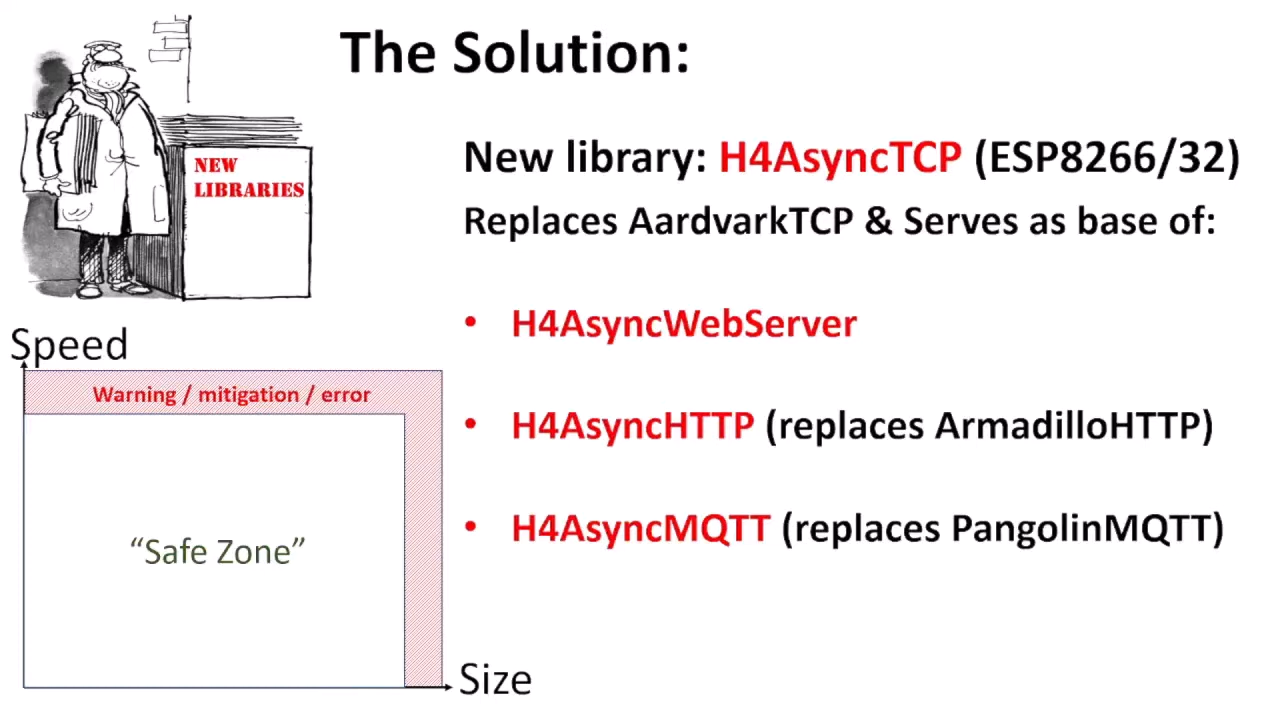 The Solution:
NEW
LIBRARIES
New library: H4AsyncTCP (ESP8266/32)
Replaces AardvarkTCP & Serves as base of:
• H4AsyncWebServer
• H4AsyncHTTP (replaces ArmadilloHTTP)
• H4AsyncMQTT (replaces PangolinMQTT)
Speed
Warning / mitigation / error
“Safe Zone”
Size